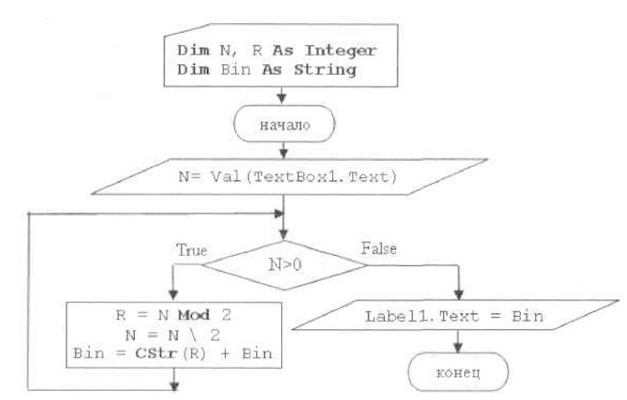 Dim N, R As Integer
Dim Bin As String
начало
N= Val(TextBox1.Text)
True
False
N>0
R = N Mod 2
N = N \ 2
Bin = CStr(R) + Bin
Label1.Text = Bin
конец